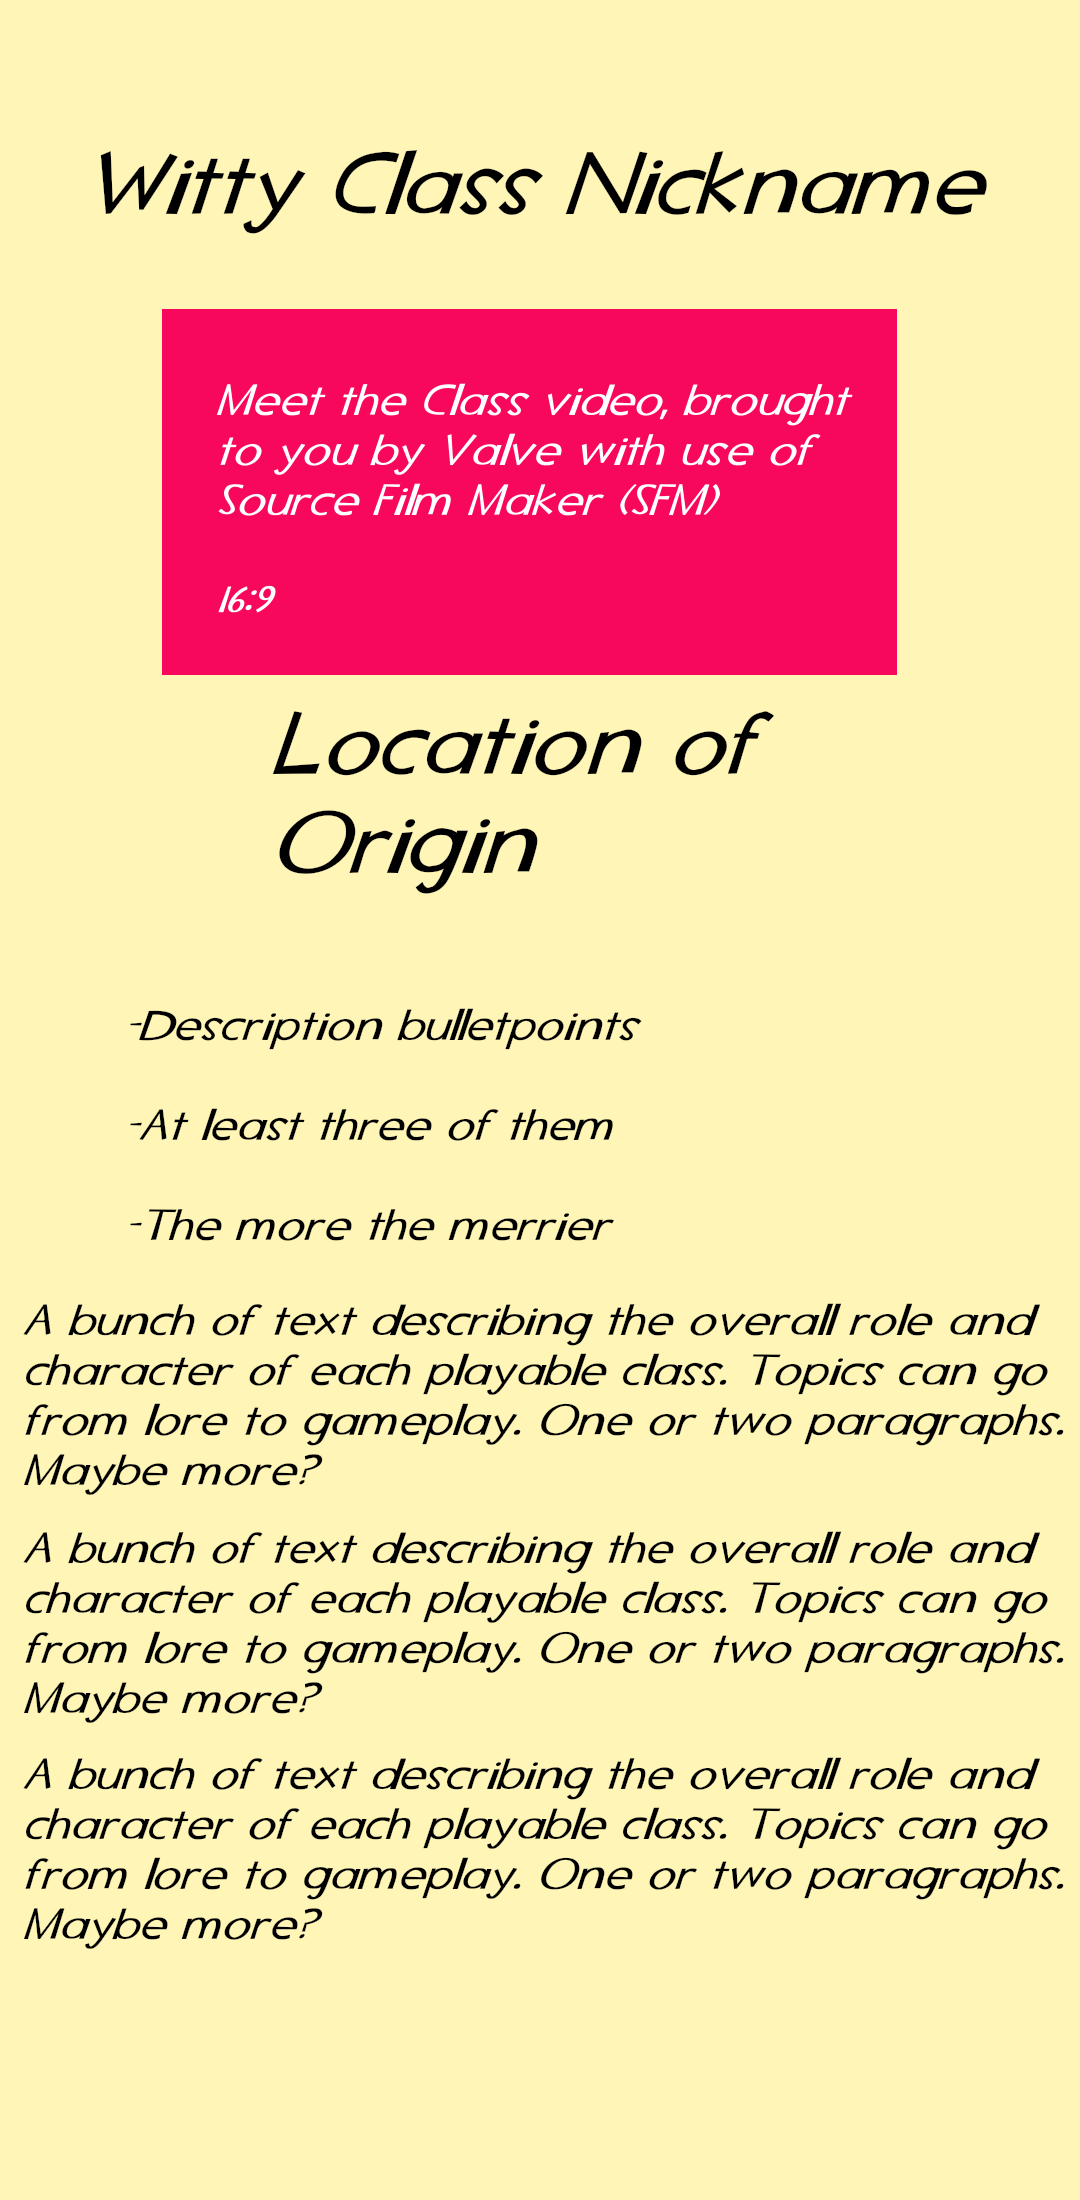 Witty Class Nickname
Meet the Class video, brought
to you by Valve with use of
Source Film Maker (SFM)
16:9
Location of
Origin
-Description bulletpoints
-At least three of them
-The more the merrier
A bunch of text describing the overall role and
character of each playable class. Topics can go
from lore to gameplay. One or two paragraphs.
Maybe more?
A bunch of text describing the overall role and
character of each playable class. Topics can go
from lore to gameplay. One or two paragraphs.
Maybe more?
A bunch of text describing the overall role and
character of each playable class. Topics can go
from lore to gameplay. One or two paragraphs.
Maybe more?